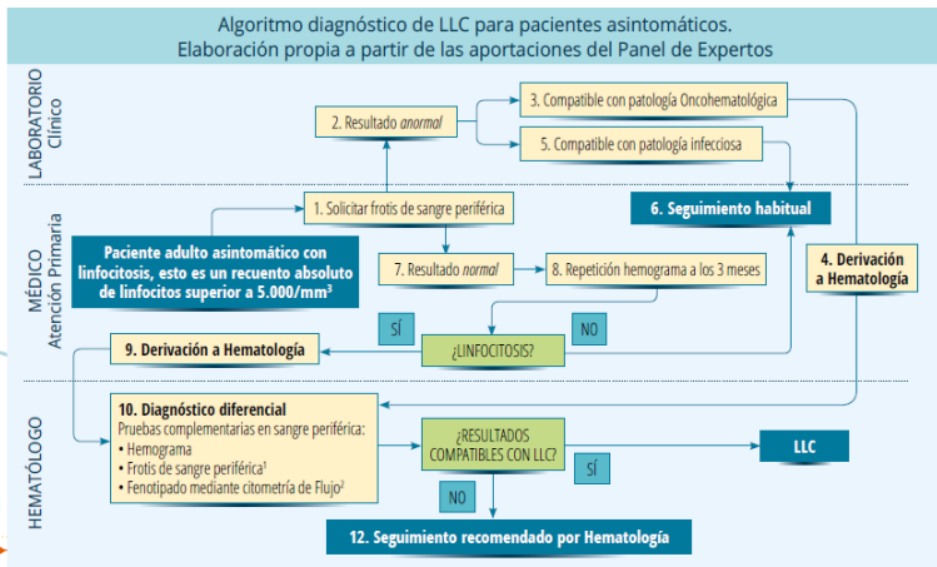 Algoritmo diagnóstico de LLC para pacientes asintomáticos.
Elaboración propia a partir de las aportaciones del Panel de Expertos
LABORATORIO
Clínico
2. Resultado anormal
3. Compatible con patología Oncohematológica
5. Compatible con patología infecciosa
MÉDICO
Atención Primaria
1. Solicitar frotis de sangre periférica
6. Seguimiento habitual
Paciente adulto asintomático con
linfocitosis, esto es un recuento absoluto
de linfocitos superior a 5.000/mm³
7. Resultado normal
8. Repetición hemograma a los 3 meses
4. Derivación
a Hematología
SÍ
NO
9. Derivación a Hematología
¿LINFOCITOSIS?
HEMATÓLOGO
10. Diagnóstico diferencial
Pruebas complementarias en sangre periférica:
• Hemograma
• Frotis de sangre periférica¹
• Fenotipado mediante citometría de Flujo²
¿RESULTADOS
COMPATIBLES CON LLC?
LLC
SÍ
NO
12. Seguimiento recomendado por Hematología